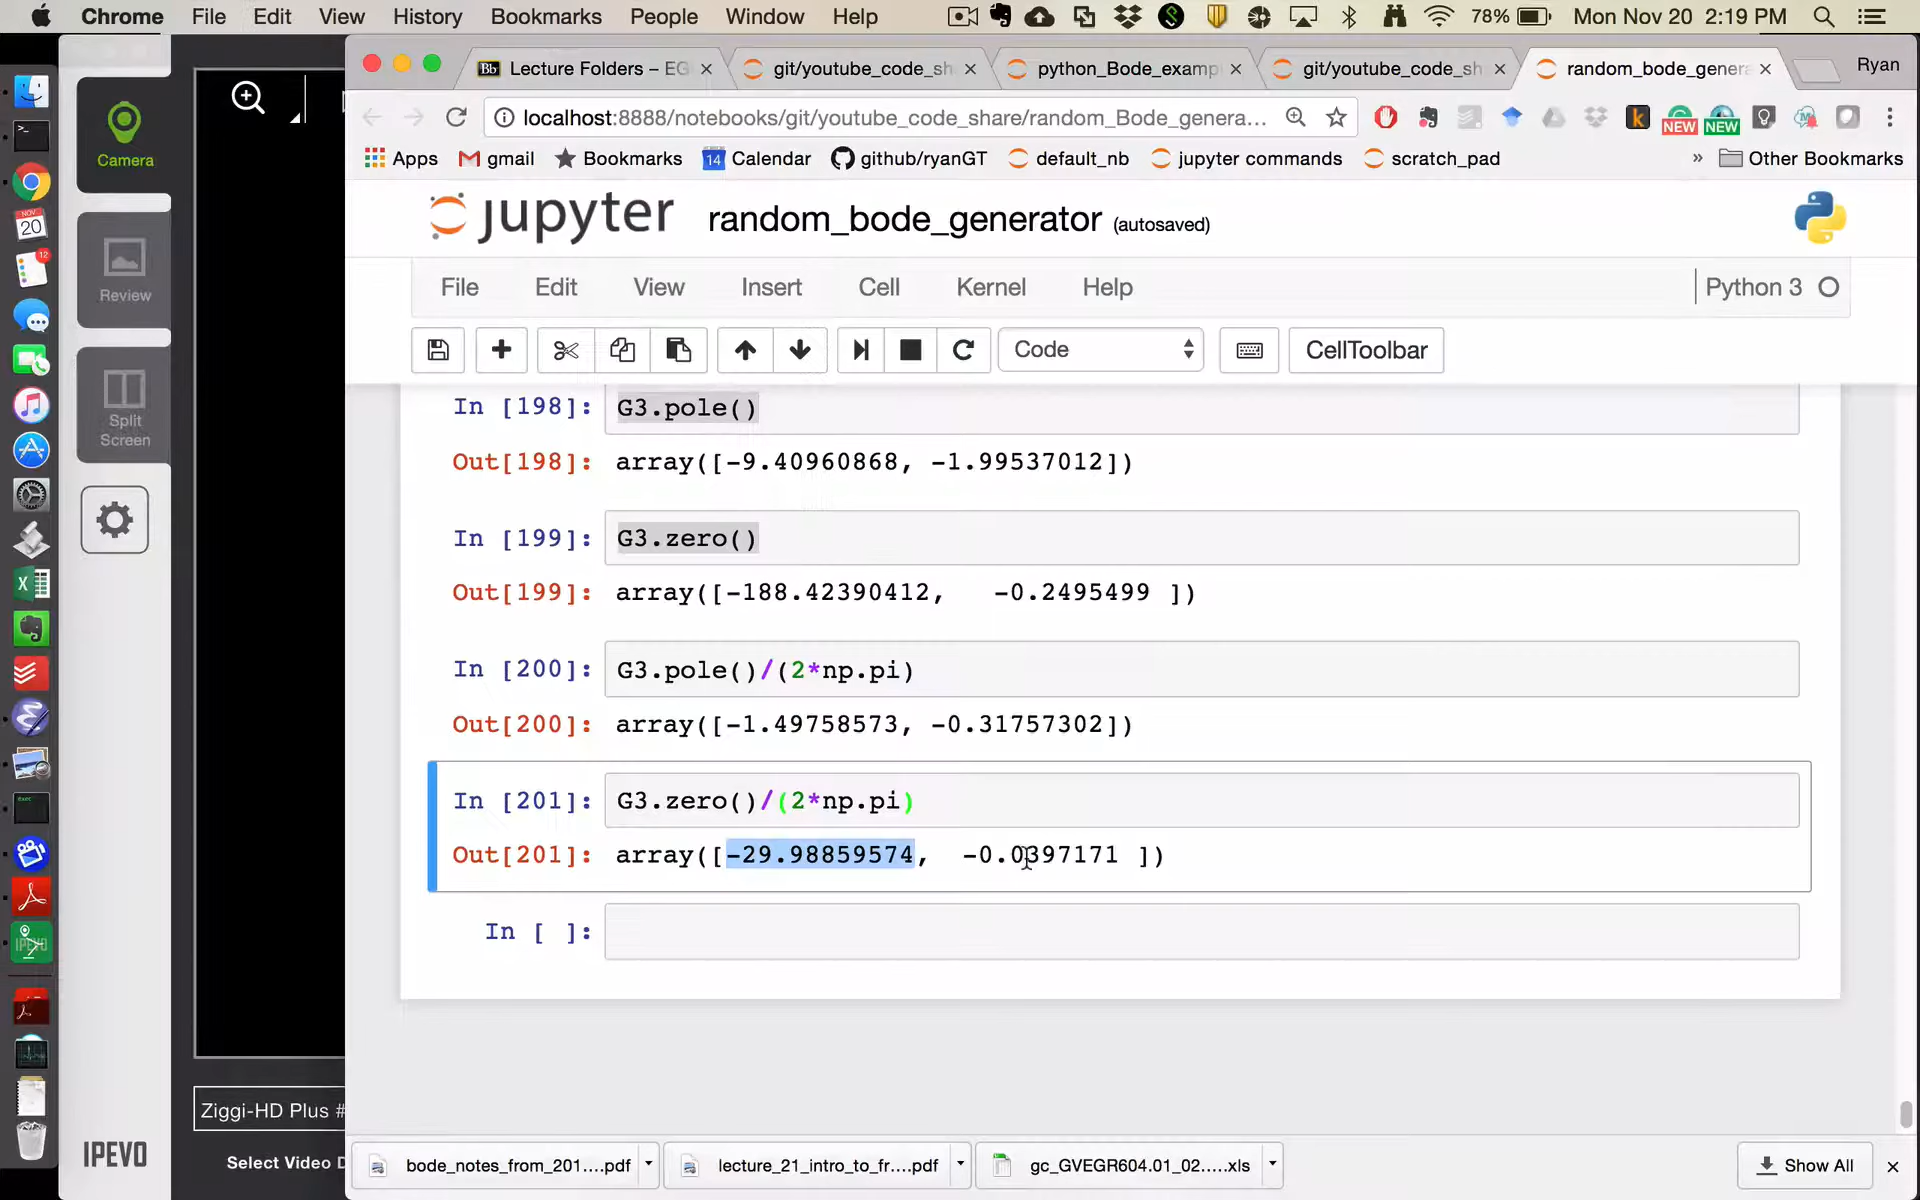 Chrome File Edit View History Bookmarks People Window Help 78% Mon Nov 20 2:19 PM
Lecture Folders – EG git/youtube_code_sh python_Bode_examp git/youtube_code_sh random_bode_genera Ryan
localhost:8888/notebooks/git/youtube_code_share/random_Bode_genera... NEW NEW
Apps gmail Bookmarks 14 Calendar github/ryanGT default_nb jupyter commands scratch_pad » Other Bookmarks
Camera
Review
Split
Screen
NOV
20
12
jupyter random_bode_generator (autosaved)
File Edit View Insert Cell Kernel Help Python 3
Code CellToolbar
In [198]: G3.pole()
Out[198]: array([-9.40960868, -1.99537012])
In [199]: G3.zero()
Out[199]: array([-188.42390412, -0.2495499 ])
In [200]: G3.pole()/(2*np.pi)
Out[200]: array([-1.49758573, -0.31757302])
In [201]: G3.zero()/(2*np.pi)
Out[201]: array([-29.98859574, -0.0397171 ])
In [ ]:
Ziggi-HD Plus #
IPEVO
Select Video D
bode_notes_from_201....pdf lecture_21_intro_to_fr....pdf gc_GVEGR604.01_02.....xls Show All